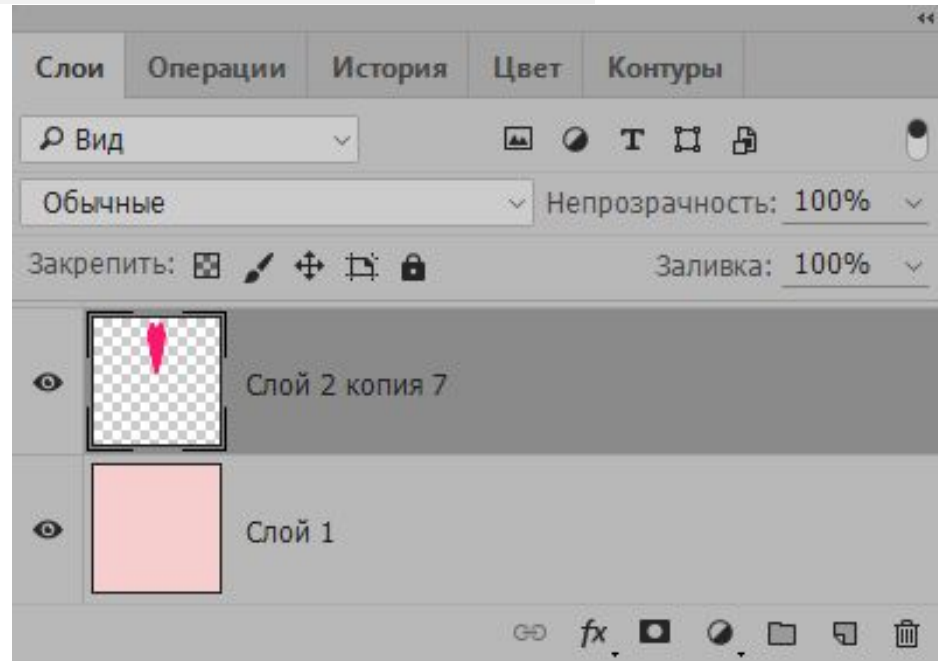 Слои Операции История Цвет Контуры
Вид
Обычные Непрозрачность: 100%
Закрепить: Заливка: 100%
Слой 2 копия 7
Слой 1
fx